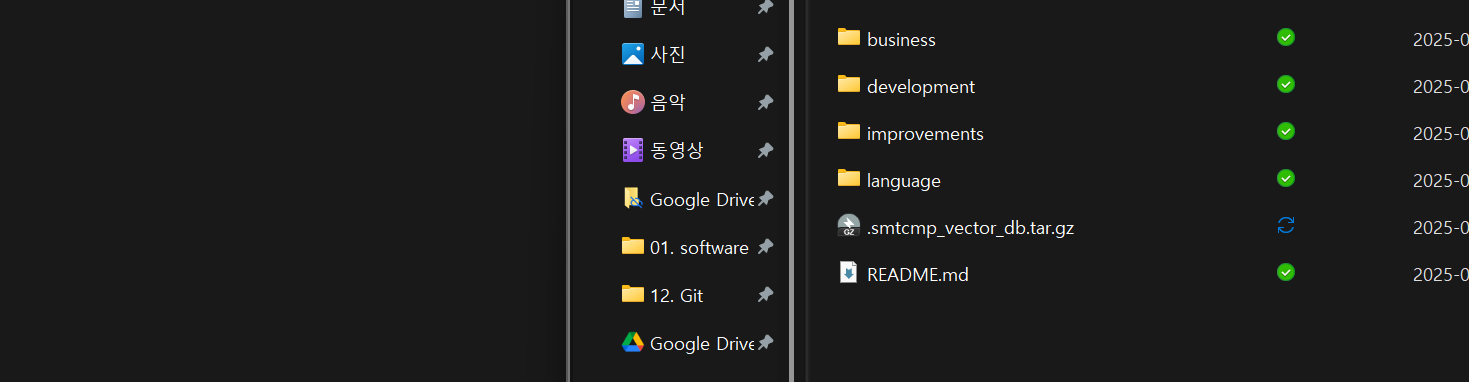 문서
사진
음악
동영상
Google Drive
01. software
12. Git
Google Drive
business 2025-0
development 2025-0
improvements 2025-0
language 2025-0
.smtcmp_vector_db.tar.gz 2025-0
GZ
README.md 2025-0